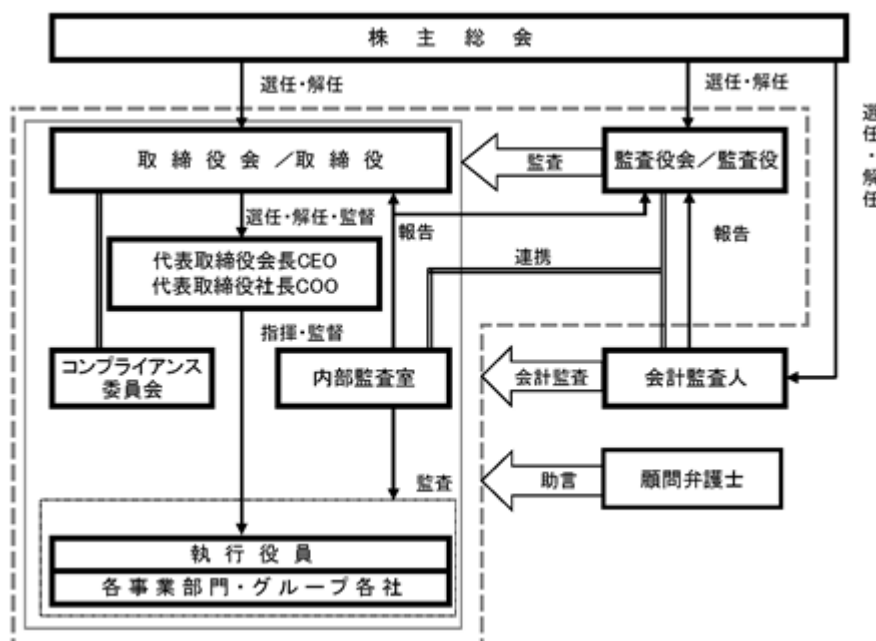 株主総会
選任・解任
選任・解任
選任・解任
取締役会／取締役
監査
監査役会／監査役
選任・解任・監督
報告
報告
代表取締役会長CEO
代表取締役社長COO
連携
指揮・監督
コンプライアンス
委員会
内部監査室
会計監査
会計監査人
監査
助言
顧問弁護士
執行役員
各事業部門・グループ各社